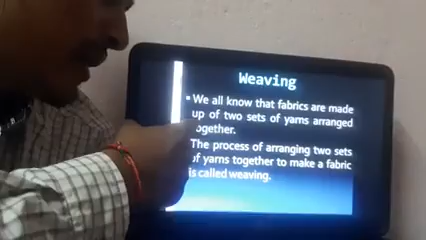 Weaving
▪ We all know that fabrics are made
up of two sets of yarns arranged
together.
The process of arranging two sets
of yarns together to make a fabric
is called weaving.